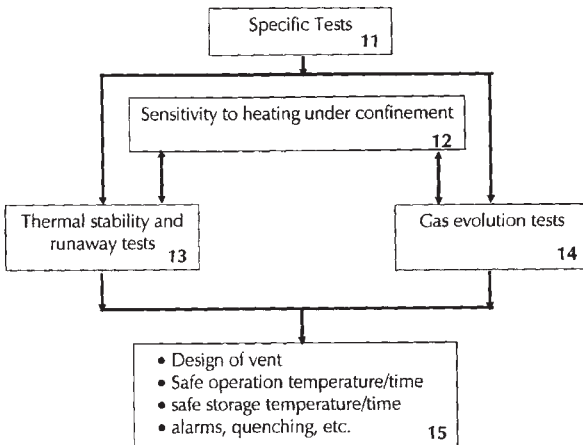 Specific Tests
11
Sensitivity to heating under confinement
12
Thermal stability and
runaway tests
13
Gas evolution tests
14
• Design of vent
• Safe operation temperature/time
• safe storage temperature/time
• alarms, quenching, etc.
15